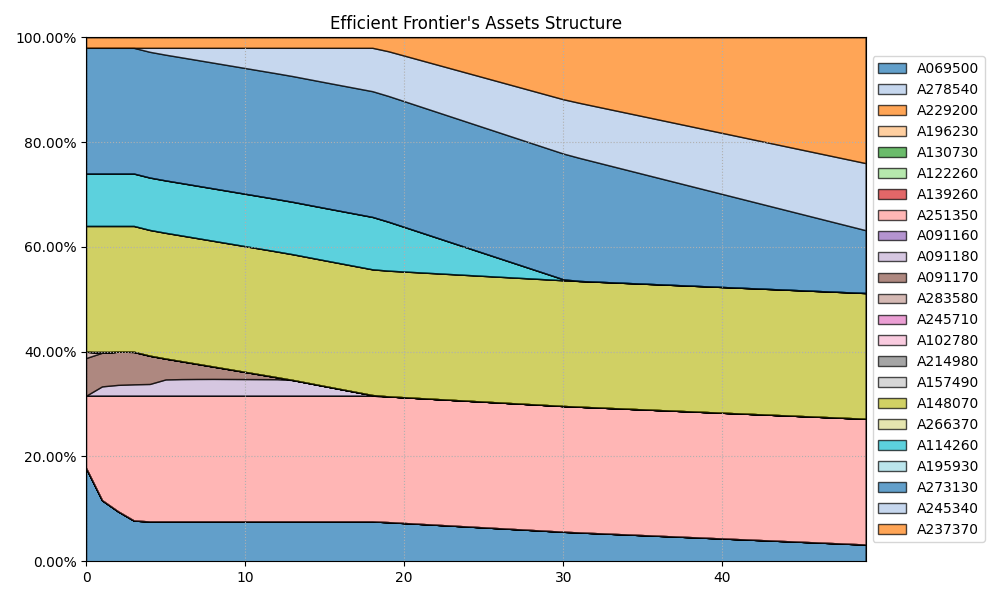 Efficient Frontier's Assets Structure
100.00%
80.00%
60.00%
40.00%
20.00%
0.00%
0
10
20
30
40
A069500
A278540
A229200
A196230
A130730
A122260
A139260
A251350
A091160
A091180
A091170
A283580
A245710
A102780
A214980
A157490
A148070
A266370
A114260
A195930
A273130
A245340
A237370